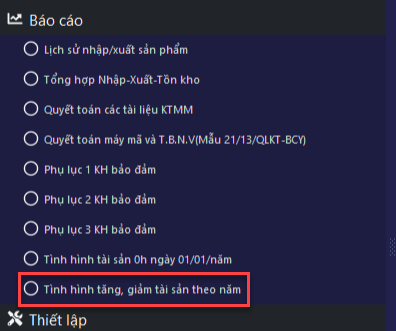 Báo cáo
Lịch sử nhập/xuất sản phẩm
Tổng hợp Nhập-Xuất-Tồn kho
Quyết toán các tài liệu KTMM
Quyết toán máy mã và T.B.N.V(Mẫu 21/13/QLKT-BCY)
Phụ lục 1 KH bảo đảm
Phụ lục 2 KH bảo đảm
Phụ lục 3 KH bảo đảm
Tình hình tài sản 0h ngày 01/01/năm
Tình hình tăng, giảm tài sản theo năm
Thiết lập